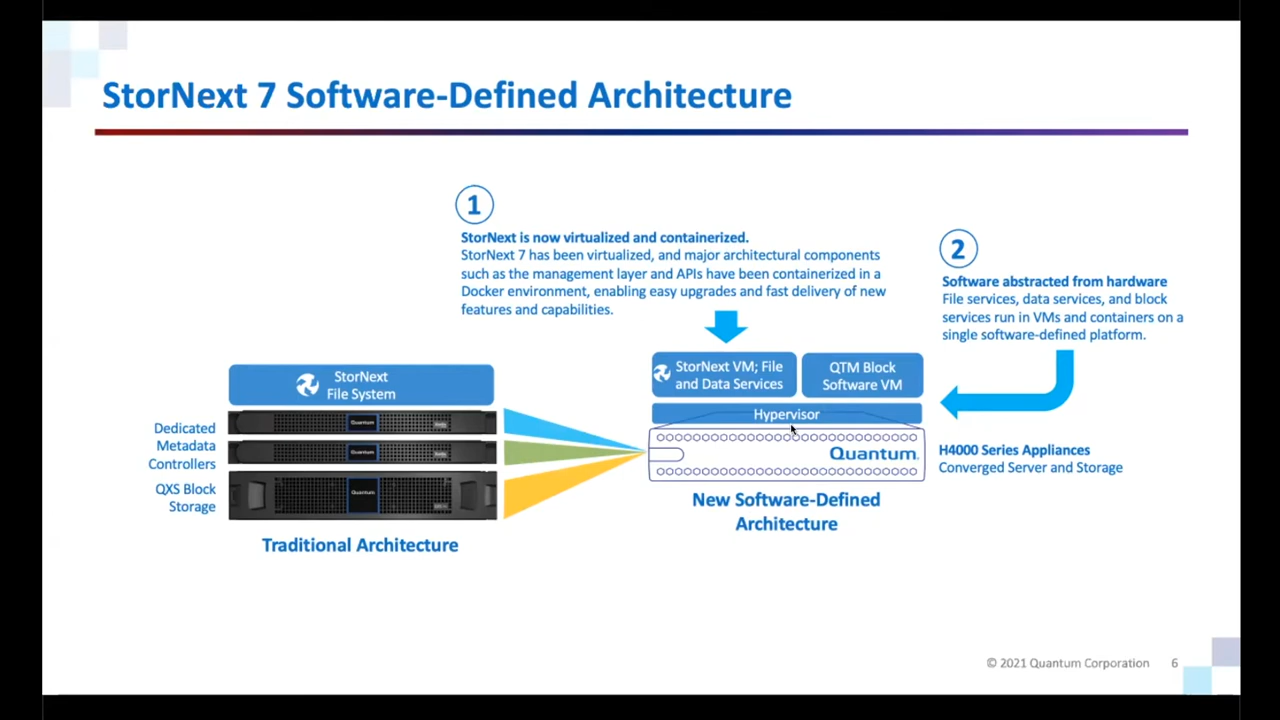 StorNext 7 Software-Defined Architecture
1
StorNext is now virtualized and containerized.
StorNext 7 has been virtualized, and major architectural components
such as the management layer and APIs have been containerized in a
Docker environment, enabling easy upgrades and fast delivery of new
features and capabilities.
2
Software abstracted from hardware
File services, data services, and block
services run in VMs and containers on a
single software-defined platform.
StorNext
File System
Dedicated
Metadata
Controllers
QXS Block
Storage
Quantum
Quantum
Quantum
Traditional Architecture
StorNext VM; File
and Data Services
QTM Block
Software VM
Hypervisor
Quantum.
New Software-Defined
Architecture
H4000 Series Appliances
Converged Server and Storage
© 2021 Quantum Corporation
6